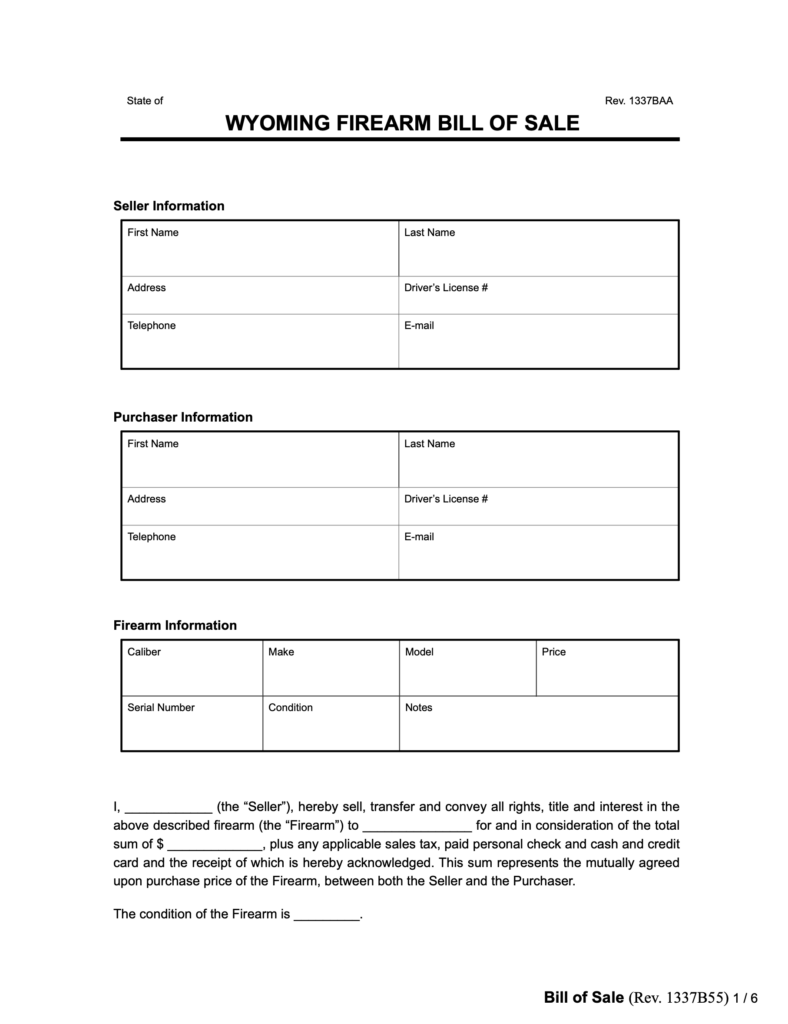 State of Rev. 1337BAA
WYOMING FIREARM BILL OF SALE
Seller Information
First Name Last Name
Address Driver’s License #
Telephone E-mail
Purchaser Information
First Name Last Name
Address Driver’s License #
Telephone E-mail
Firearm Information
Caliber Make Model Price
Serial Number Condition Notes
I, ____________ (the “Seller”), hereby sell, transfer and convey all rights, title and interest in the
above described firearm (the “Firearm”) to _______________ for and in consideration of the total
sum of $ _____________, plus any applicable sales tax, paid personal check and cash and credit
card and the receipt of which is hereby acknowledged. This sum represents the mutually agreed
upon purchase price of the Firearm, between both the Seller and the Purchaser.
The condition of the Firearm is _________.
Bill of Sale (Rev. 1337B55) 1 / 6